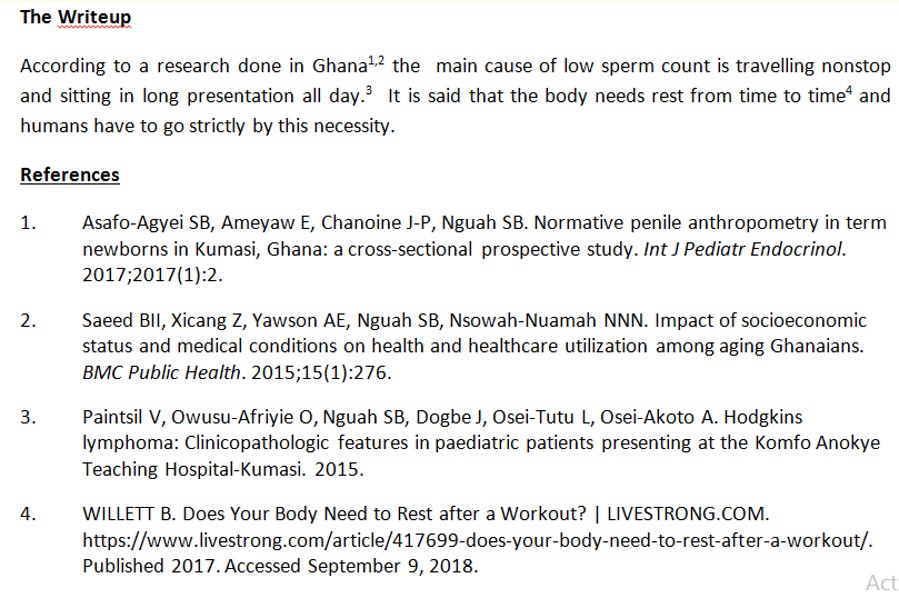 The Writeup
According to a research done in Ghana1,2 the main cause of low sperm count is travelling nonstop
and sitting in long presentation all day.3 It is said that the body needs rest from time to time4 and
humans have to go strictly by this necessity.
References
1. Asafo-Agyei SB, Ameyaw E, Chanoine J-P, Nguah SB. Normative penile anthropometry in term
newborns in Kumasi, Ghana: a cross-sectional prospective study. Int J Pediatr Endocrinol.
2017;2017(1):2.
2. Saeed BII, Xicang Z, Yawson AE, Nguah SB, Nsowah-Nuamah NNN. Impact of socioeconomic
status and medical conditions on health and healthcare utilization among aging Ghanaians.
BMC Public Health. 2015;15(1):276.
3. Paintsil V, Owusu-Afriyie O, Nguah SB, Dogbe J, Osei-Tutu L, Osei-Akoto A. Hodgkins
lymphoma: Clinicopathologic features in paediatric patients presenting at the Komfo Anokye
Teaching Hospital-Kumasi. 2015.
4. WILLETT B. Does Your Body Need to Rest after a Workout? | LIVESTRONG.COM.
https://www.livestrong.com/article/417699-does-your-body-need-to-rest-after-a-workout/.
Published 2017. Accessed September 9, 2018.
Act